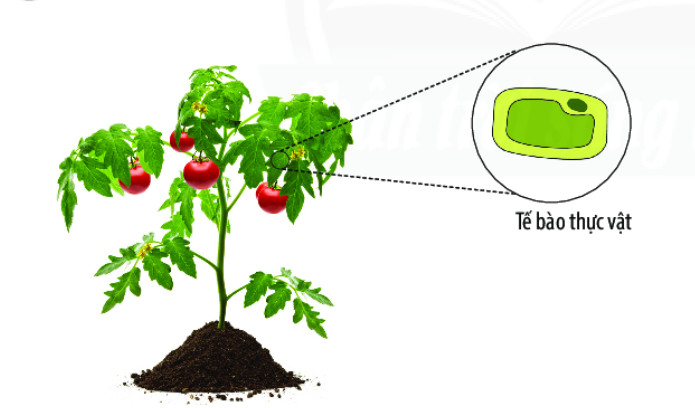 Tế bào thực vật